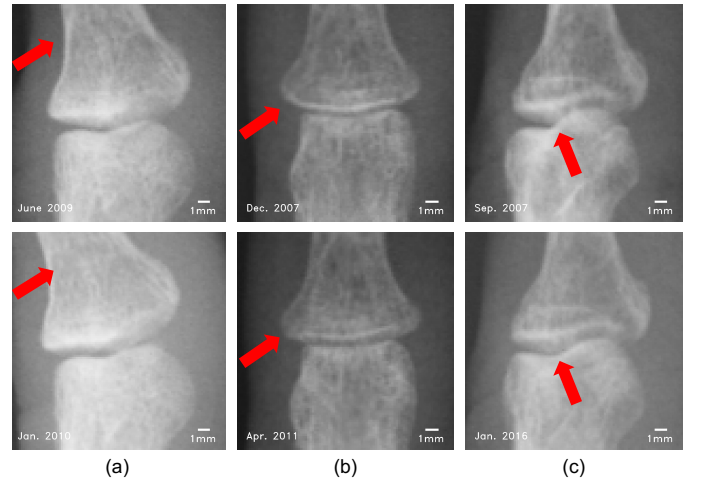 June 2009
1mm
Dec. 2007
1mm
Sep. 2007
1mm
Jan. 2010
1mm
Apr. 2011
1mm
Jan. 2016
1mm
(a)
(b)
(c)